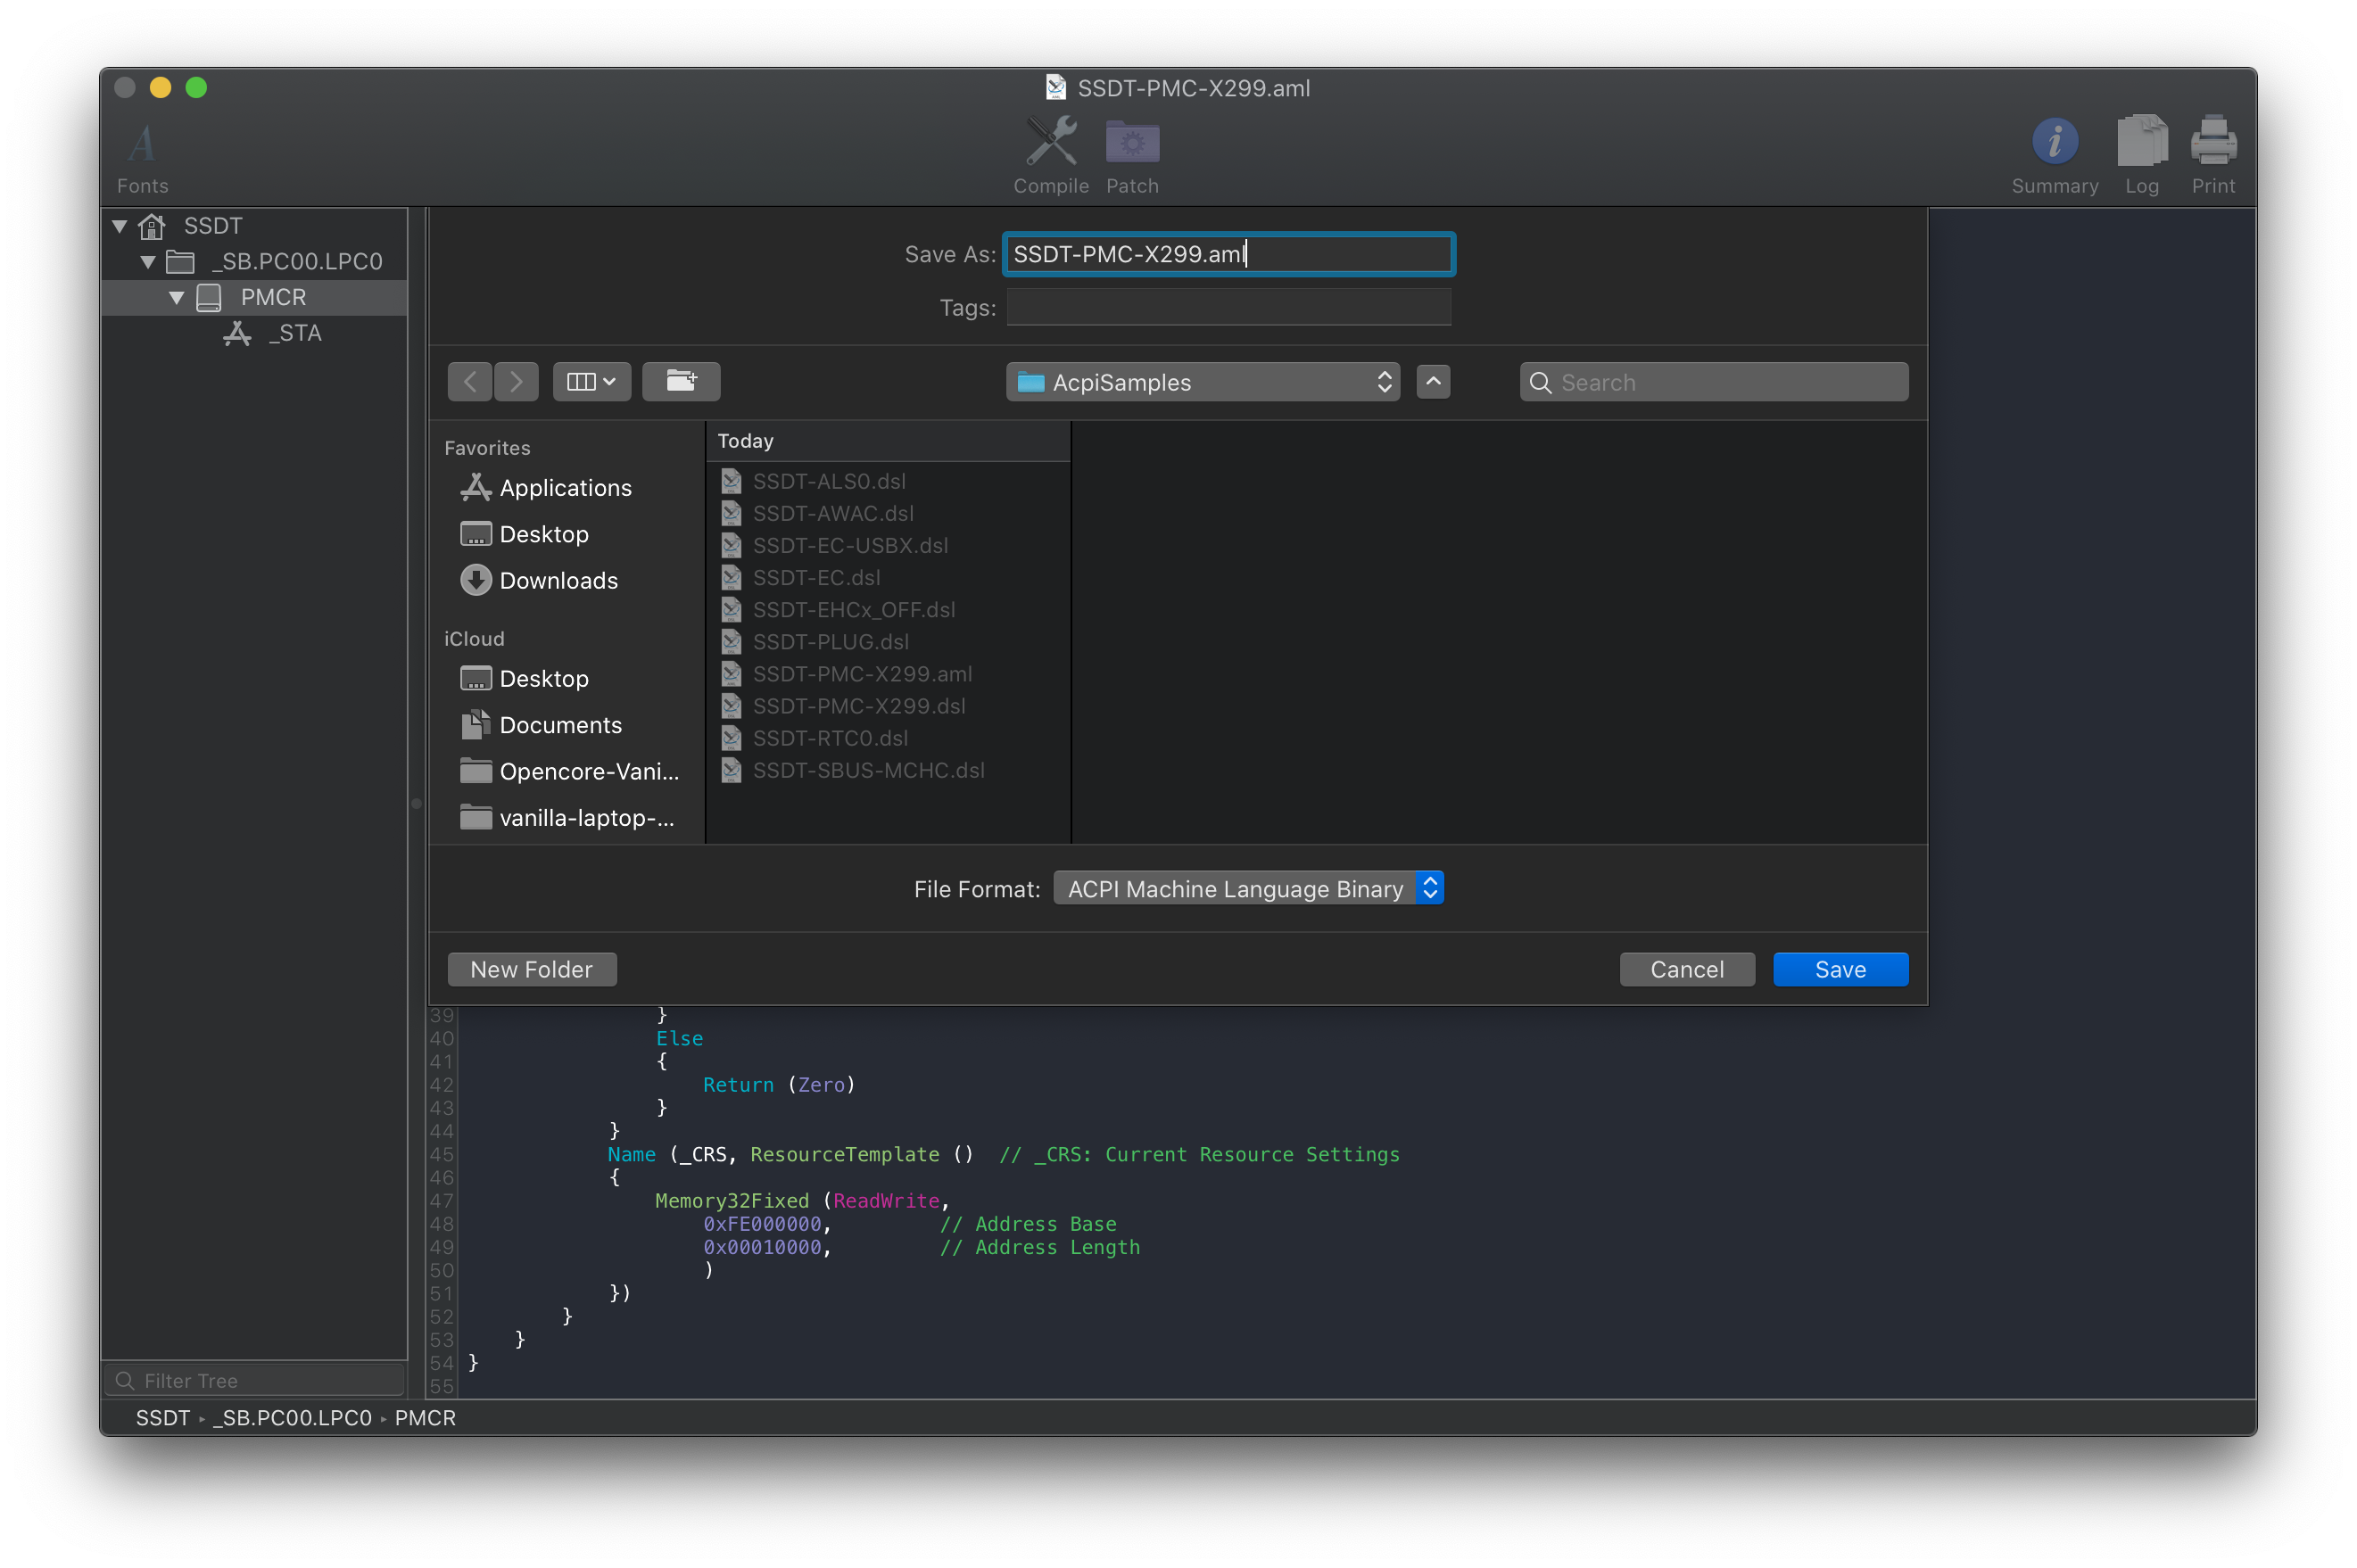 SSDT-PMC-X299.aml
Fonts
Compile
Patch
Summary
Log
Print
SSDT
_SB.PC00.LPC0
PMCR
_STA
Save As: SSDT-PMC-X299.aml
Tags:
AcpiSamples
Search
Favorites
Applications
Desktop
Downloads
iCloud
Desktop
Documents
Opencore-Vani...
vanilla-laptop-...
Today
SSDT-ALS0.dsl
SSDT-AWAC.dsl
SSDT-EC-USBX.dsl
SSDT-EC.dsl
SSDT-EHCx_OFF.dsl
SSDT-PLUG.dsl
SSDT-PMC-X299.aml
SSDT-PMC-X299.dsl
SSDT-RTC0.dsl
SSDT-SBUS-MCHC.dsl
File Format: ACPI Machine Language Binary
New Folder
Cancel
Save
39 }
40 Else
41 {
42 Return (Zero)
43 }
44 }
45 Name (_CRS, ResourceTemplate () // _CRS: Current Resource Settings
46 {
47 Memory32Fixed (ReadWrite,
48 0xFE000000, // Address Base
49 0x00010000, // Address Length
50 )
51 })
52 }
53 }
54 }
55
Filter Tree
SSDT ▸ _SB.PC00.LPC0 ▸ PMCR